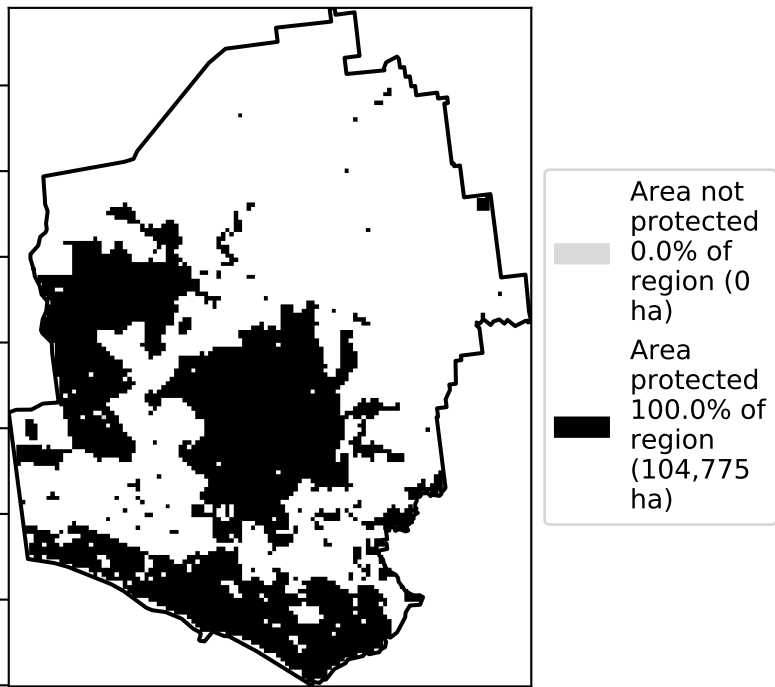 Area not
protected
0.0% of
region (0
ha)
Area
protected
100.0% of
region
(104,775
ha)